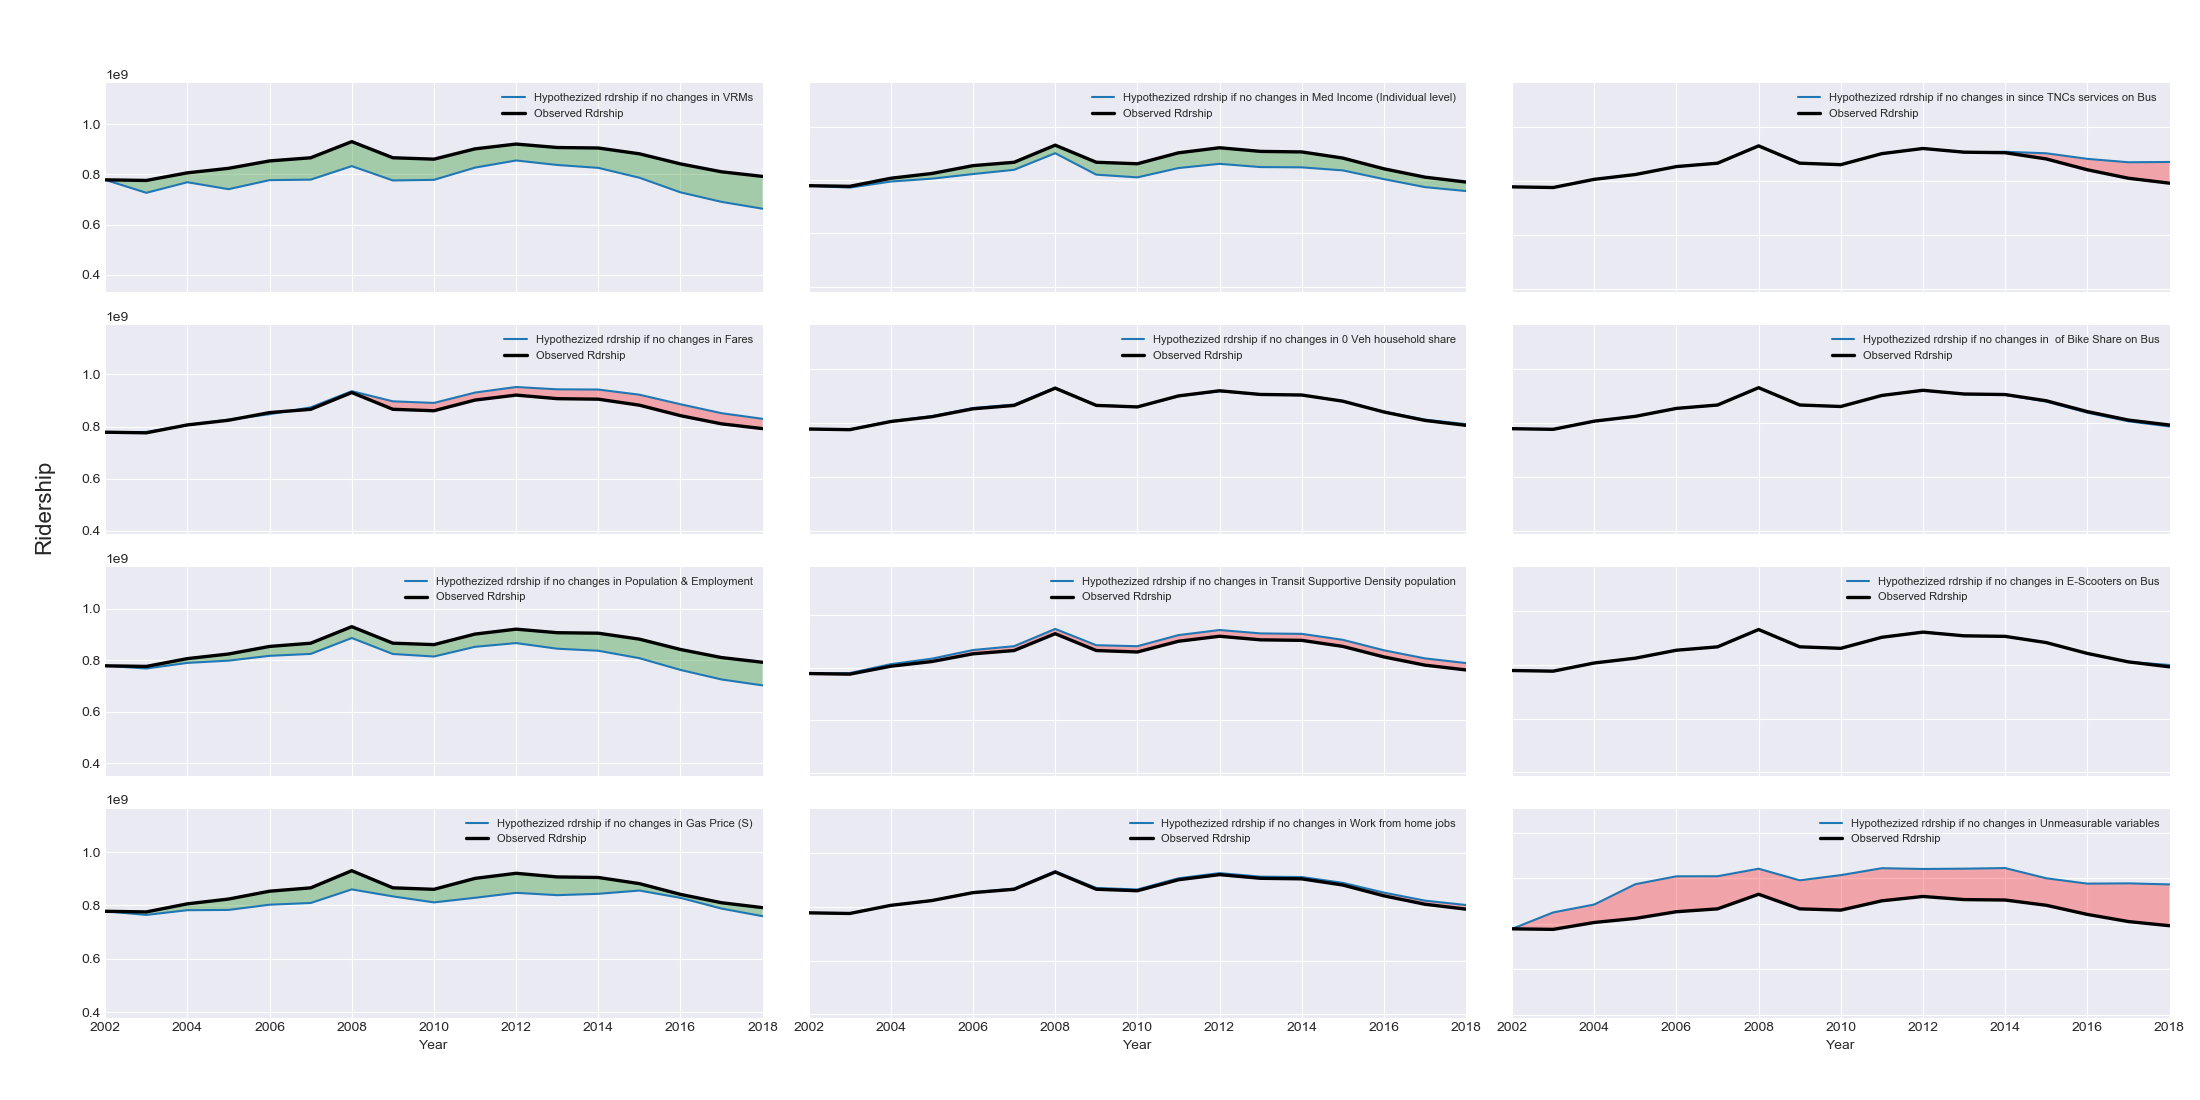 1e9
Hypothezized rdrship if no changes in VRMs
Observed Rdrship
1.0
0.8
0.6
0.4
Hypothezized rdrship if no changes in Med Income (Individual level)
Observed Rdrship
Hypothezized rdrship if no changes in since TNCs services on Bus
Observed Rdrship
1e9
Hypothezized rdrship if no changes in Fares
Observed Rdrship
1.0
0.8
0.6
0.4
Hypothezized rdrship if no changes in 0 Veh household share
Observed Rdrship
Hypothezized rdrship if no changes in  of Bike Share on Bus
Observed Rdrship
Ridership
1e9
Hypothezized rdrship if no changes in Population & Employment
Observed Rdrship
1.0
0.8
0.6
0.4
Hypothezized rdrship if no changes in Transit Supportive Density population
Observed Rdrship
Hypothezized rdrship if no changes in E-Scooters on Bus
Observed Rdrship
1e9
Hypothezized rdrship if no changes in Gas Price (S)
Observed Rdrship
1.0
0.8
0.6
0.4
2002 2004 2006 2008 2010 2012 2014 2016 2018
Year
Hypothezized rdrship if no changes in Work from home jobs
Observed Rdrship
2002 2004 2006 2008 2010 2012 2014 2016 2018
Year
Hypothezized rdrship if no changes in Unmeasurable variables
Observed Rdrship
2002 2004 2006 2008 2010 2012 2014 2016 2018
Year